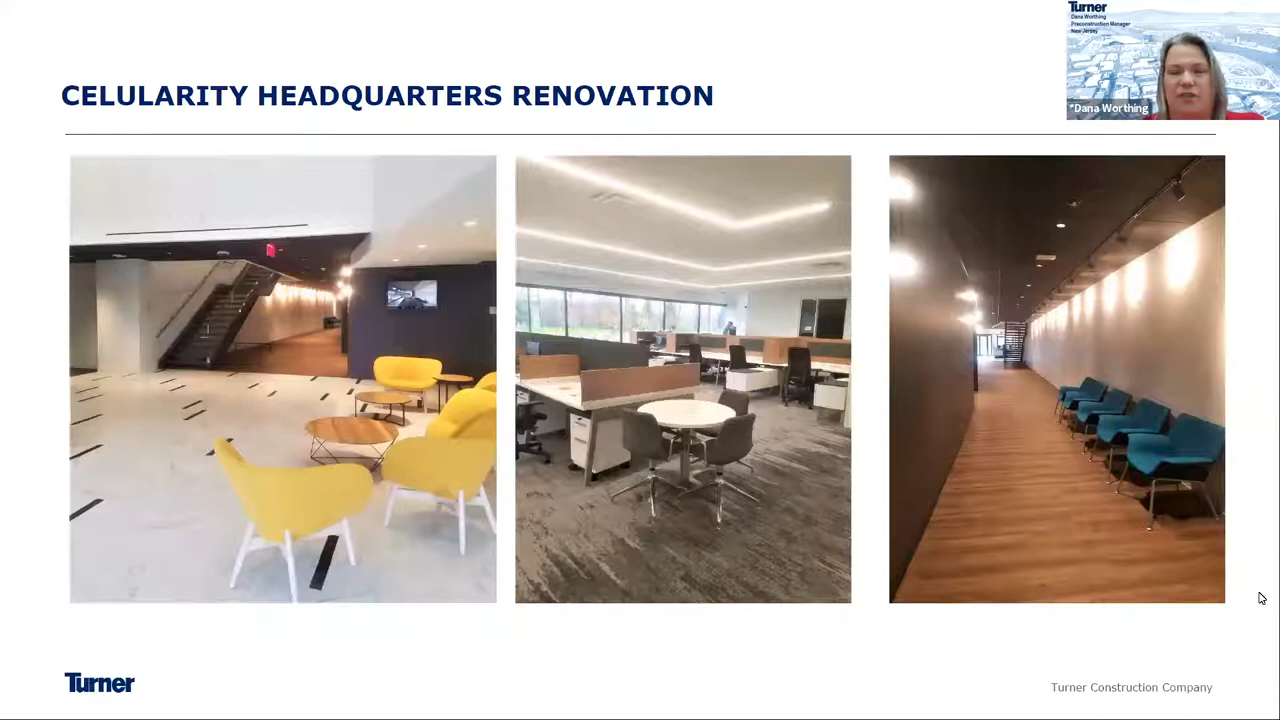 Turner
Dana Worthing
Preconstruction Manager
New Jersey
*Dana Worthing
CELULARITY HEADQUARTERS RENOVATION
Turner
Turner Construction Company